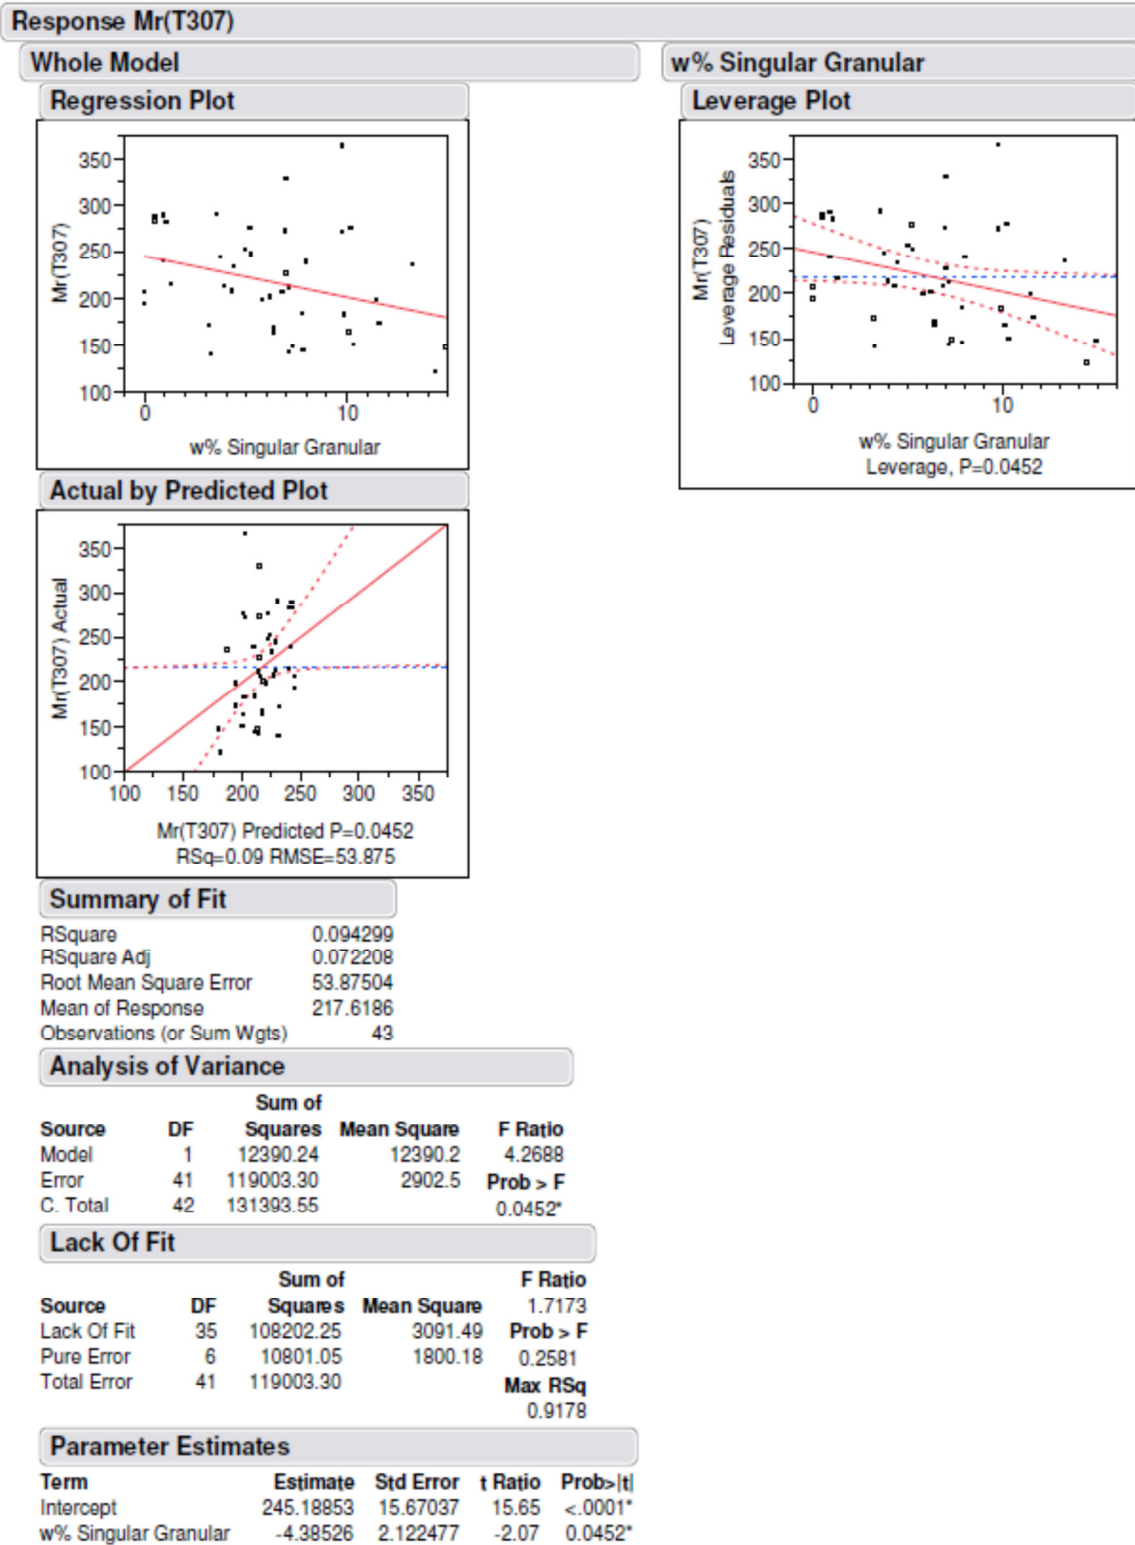 Response Mr(T307)
Whole Model
Regression Plot
Mr(T307)
350
300
250
200
150
100
0 10
w% Singular Granular
w% Singular Granular
Leverage Plot
Mr(T307)
Leverage Residuals
350
300
250
200
150
100
0 10
w% Singular Granular
Leverage, P=0.0452
Actual by Predicted Plot
Mr(T307) Actual
350
300
250
200
150
100
100 150 200 250 300 350
Mr(T307) Predicted P=0.0452
RSq=0.09 RMSE=53.875
Summary of Fit
RSquare 0.094299
RSquare Adj 0.072208
Root Mean Square Error 53.87504
Mean of Response 217.6186
Observations (or Sum Wgts) 43
Analysis of Variance
Sum of
Source DF Squares Mean Square F Ratio
Model 1 12390.24 12390.2 4.2688
Error 41 119003.30 2902.5 Prob > F
C. Total 42 131393.55 0.0452*
Lack Of Fit
Sum of F Ratio
Source DF Squares Mean Square 1.7173
Lack Of Fit 35 108202.25 3091.49 Prob > F
Pure Error 6 10801.05 1800.18 0.2581
Total Error 41 119003.30 Max RSq
0.9178
Parameter Estimates
Term Estimate Std Error t Ratio Prob>|t|
Intercept 245.18853 15.67037 15.65 <.0001*
w% Singular Granular -4.38526 2.122477 -2.07 0.0452*